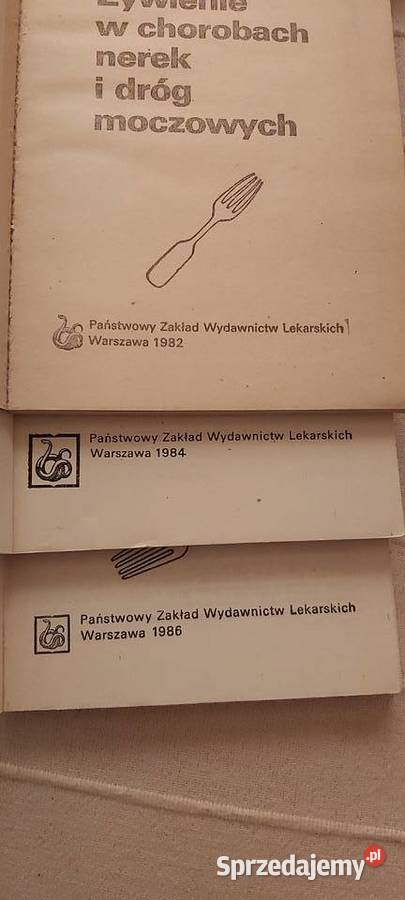 Żywienie
w chorobach
nerek
i dróg
moczowych
Państwowy Zakład Wydawnictw Lekarskich
Warszawa 1982
Państwowy Zakład Wydawnictw Lekarskich
Warszawa 1984
Państwowy Zakład Wydawnictw Lekarskich
Warszawa 1986
Sprzedajemy.pl